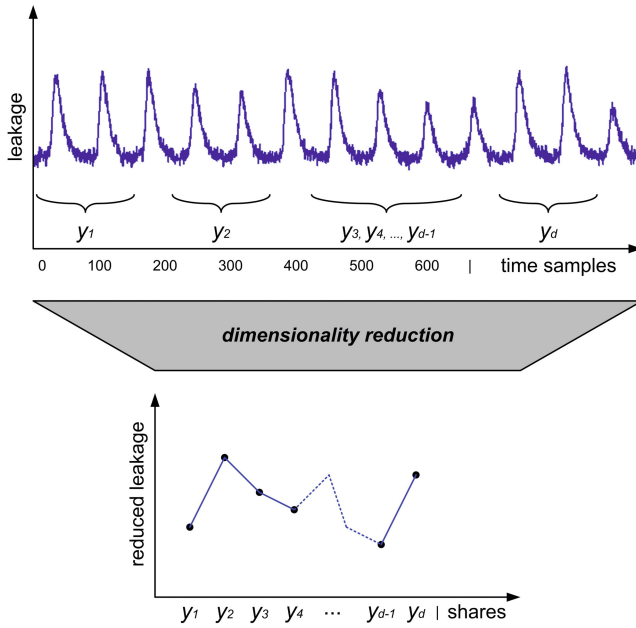 leakage
y1 y2 y3, y4, ..., yd-1 yd
0 100 200 300 400 500 600 | time samples
dimensionality reduction
reduced leakage
y1 y2 y3 y4 ... yd-1 yd | shares